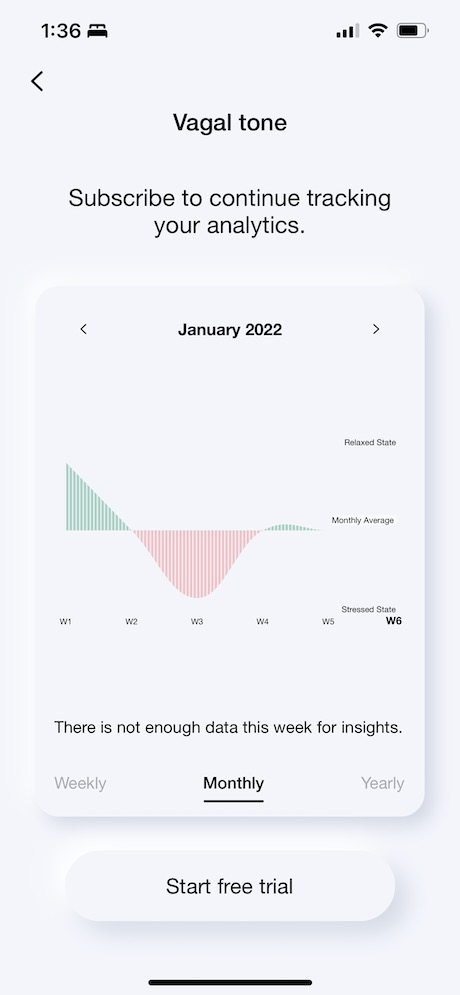 1:36
Vagal tone
Subscribe to continue tracking
your analytics.
January 2022
Relaxed State
Monthly Average
Stressed State
W1 W2 W3 W4 W5 W6
There is not enough data this week for insights.
Weekly Monthly Yearly
Start free trial